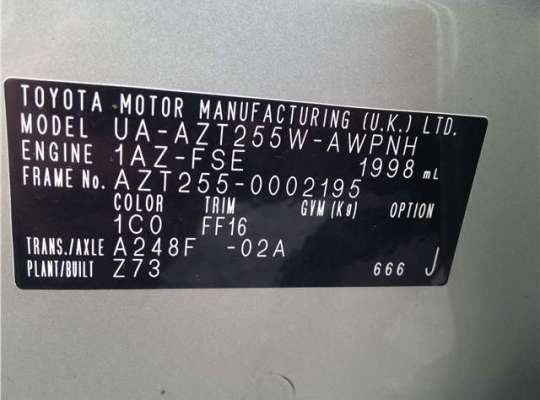 TOYOTA MOTOR MANUFACTURING (U.K.) LTD.
MODEL UA-AZT255W-AWPNH
ENGINE 1AZ-FSE 1998 mL
FRAME No. AZT255-0002195
COLOR TRIM GVM (Kg) OPTION
1C0 FF16
TRANS./AXLE A248F -02A
PLANT/BUILT Z73 666 J